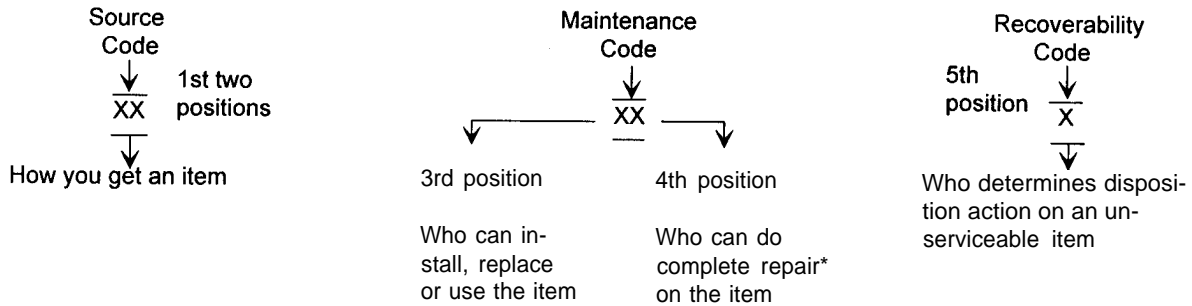 Source
Code
1st two
positions
XX
How you get an item
Maintenance
Code
XX
3rd position
Who can in-
stall, replace
or use the item
4th position
Who can do
complete repair*
on the item
Recoverability
Code
5th
position
X
Who determines disposi-
tion action on an un-
serviceable item